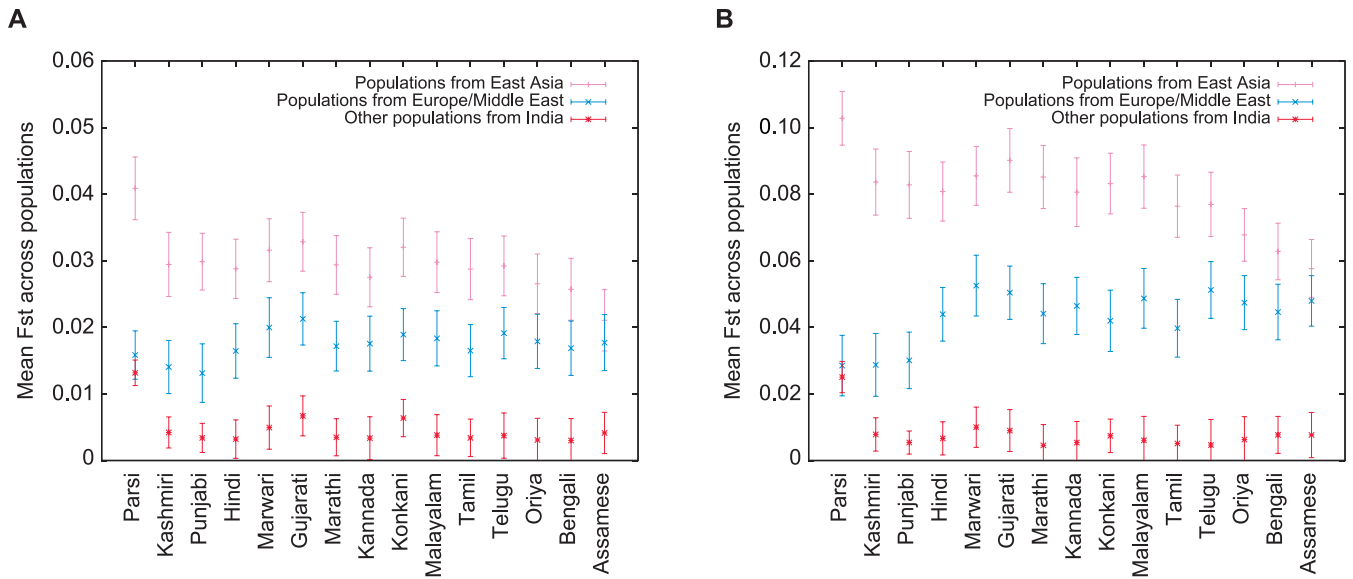 A
Mean Fst across populations
0.06
0.05
0.04
0.03
0.02
0.01
0
Populations from East Asia
Populations from Europe/Middle East
Other populations from India
Parsi
Kashmiri
Punjabi
Hindi
Marwari
Gujarati
Marathi
Kannada
Konkani
Malayalam
Tamil
Telugu
Oriya
Bengali
Assamese
B
Mean Fst across populations
0.12
0.10
0.08
0.06
0.04
0.02
0
Populations from East Asia
Populations from Europe/Middle East
Other populations from India
Parsi
Kashmiri
Punjabi
Hindi
Marwari
Gujarati
Marathi
Kannada
Konkani
Malayalam
Tamil
Telugu
Oriya
Bengali
Assamese